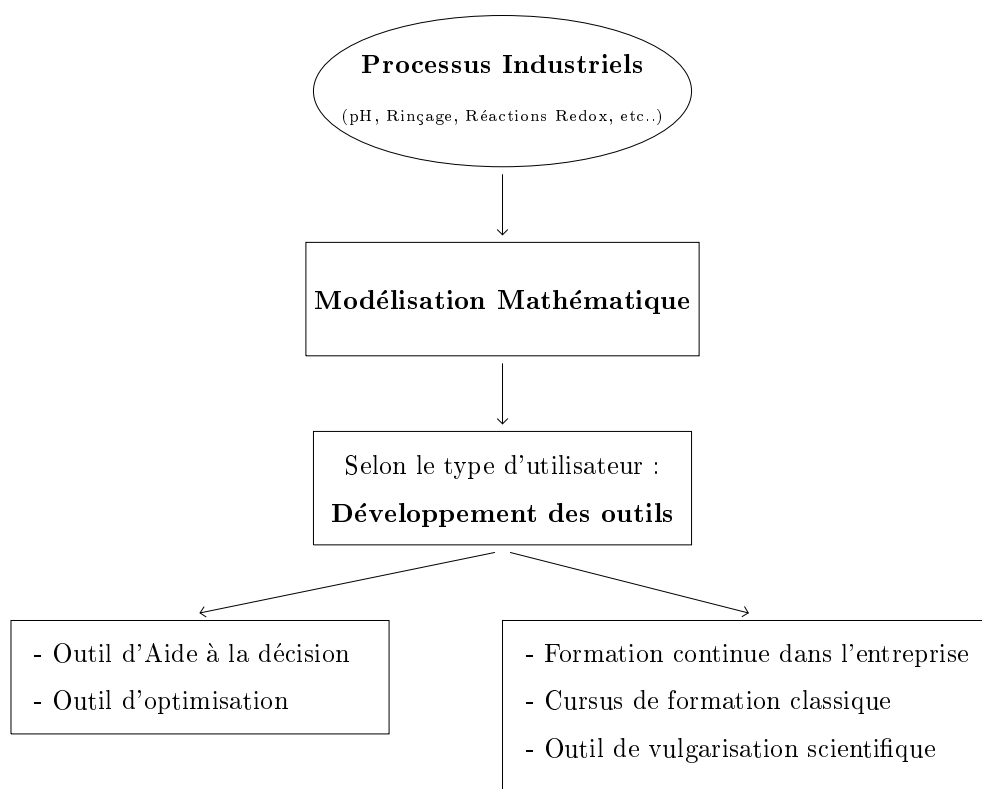 Processus Industriels
(pH, Rinçage, Réactions Redox, etc..)
Modélisation Mathématique
Selon le type d'utilisateur :
Développement des outils
- Outil d'Aide à la décision
- Outil d'optimisation
- Formation continue dans l'entreprise
- Cursus de formation classique
- Outil de vulgarisation scientifique